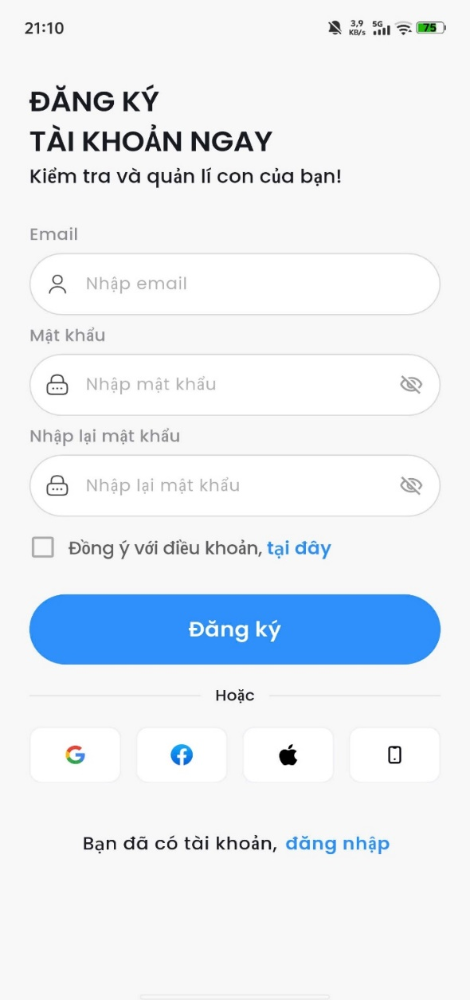 21:10
3,9 KB/s 5G 75
ĐĂNG KÝ
TÀI KHOẢN NGAY
Kiểm tra và quản lí con của bạn!
Email
Nhập email
Mật khẩu
Nhập mật khẩu
Nhập lại mật khẩu
Nhập lại mật khẩu
Đồng ý với điều khoản, tại đây
Đăng ký
Hoặc
Bạn đã có tài khoản, đăng nhập